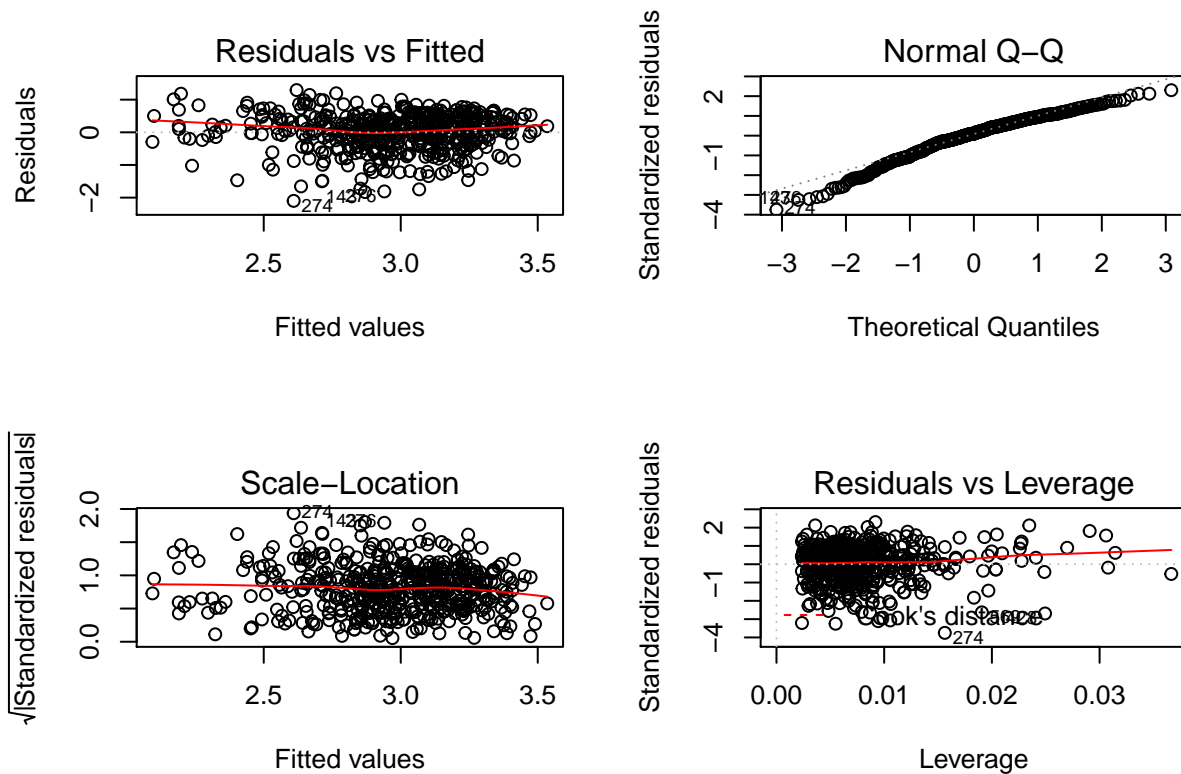 Residuals vs Fitted
Residuals
0
−2
2.5 3.0 3.5
274
Fitted values
Normal Q−Q
Standardized residuals
2
−1
−4
−3 −2 −1 0 1 2 3
274
Theoretical Quantiles
Scale−Location
√|Standardized residuals|
2.0
1.0
0.0
2.5 3.0 3.5
274
Fitted values
Residuals vs Leverage
Standardized residuals
2
−1
−4
0.00 0.01 0.02 0.03
Cook's distance
274
Leverage